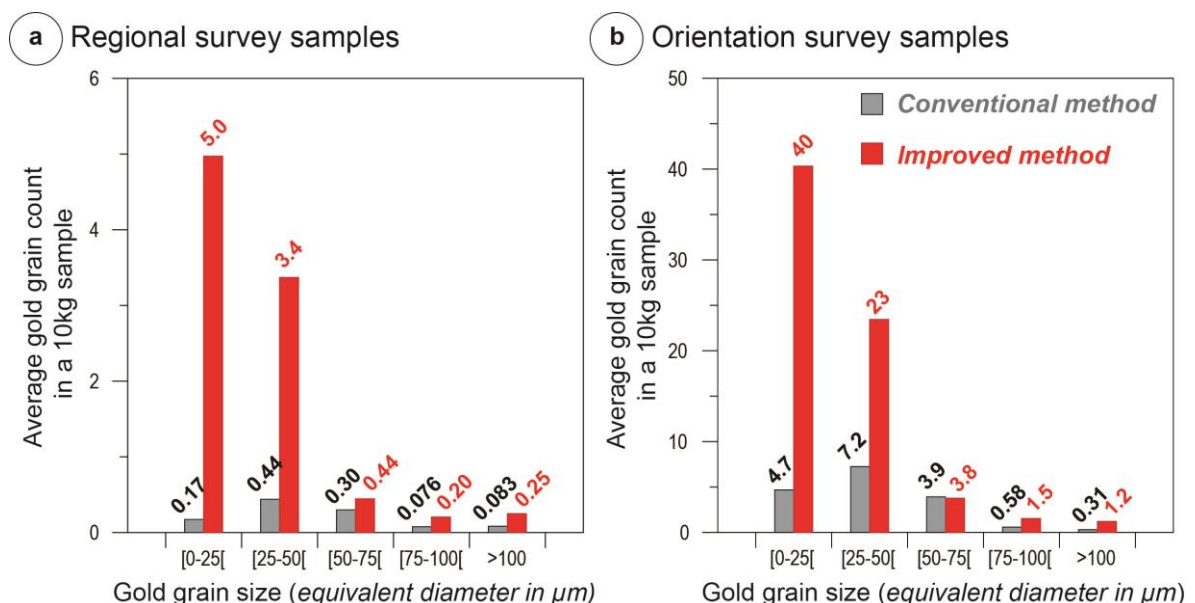 a Regional survey samples
Average gold grain count
in a 10kg sample
6
4
2
0
5.0
3.4
0.17
0.44
0.30
0.44
0.076
0.20
0.083
0.25
[0-25[ [25-50[ [50-75[ [75-100[ >100
Gold grain size (equivalent diameter in µm)
b Orientation survey samples
Average gold grain count
in a 10kg sample
50
40
30
20
10
0
Conventional method
Improved method
40
23
4.7
7.2
3.9
3.8
0.58
1.5
0.31
1.2
[0-25[ [25-50[ [50-75[ [75-100[ >100
Gold grain size (equivalent diameter in µm)